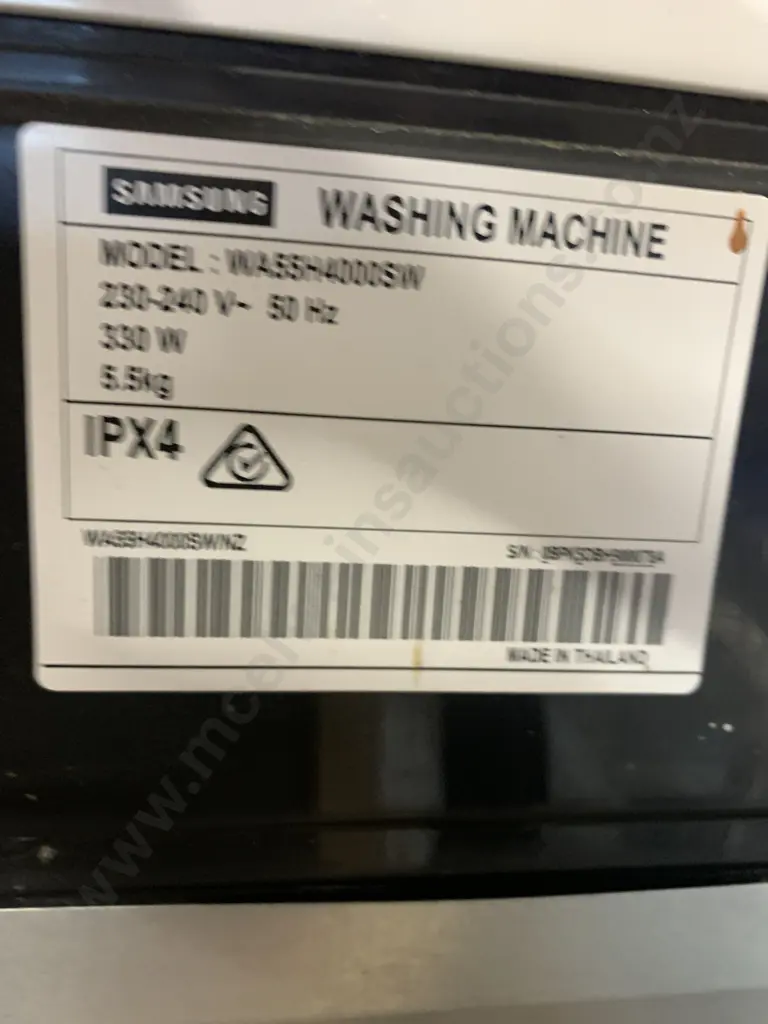 SAMSUNG WASHING MACHINE
MODEL : WA55H4000SW
230-240 V~ 50 Hz
330 W
5.5kg
IPX4
WA55H4000SWNZ
S/N :
MADE IN THAILAND